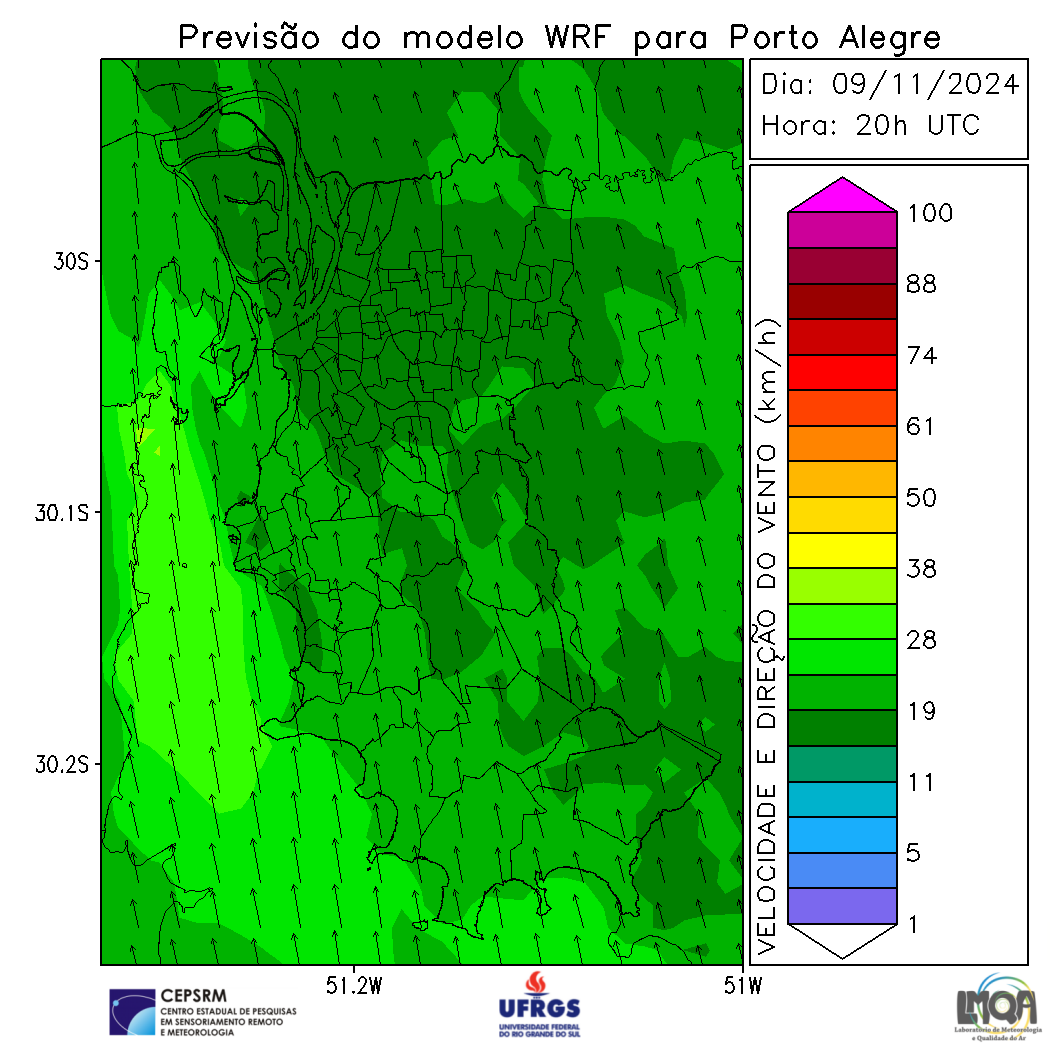 Previsão do modelo WRF para Porto Alegre
Dia: 09/11/2024
Hora: 20h UTC
30S
30.1S
30.2S
51.2W
51W
VELOCIDADE E DIREÇÃO DO VENTO (km/h)
100
88
74
61
50
38
28
19
11
5
1
CEPSRM
CENTRO ESTADUAL DE PESQUISAS
EM SENSORIAMENTO REMOTO
E METEOROLOGIA
UFRGS
UNIVERSIDADE FEDERAL
DO RIO GRANDE DO SUL
LMQA
Laboratório de Meteorologia
e Qualidade do Ar